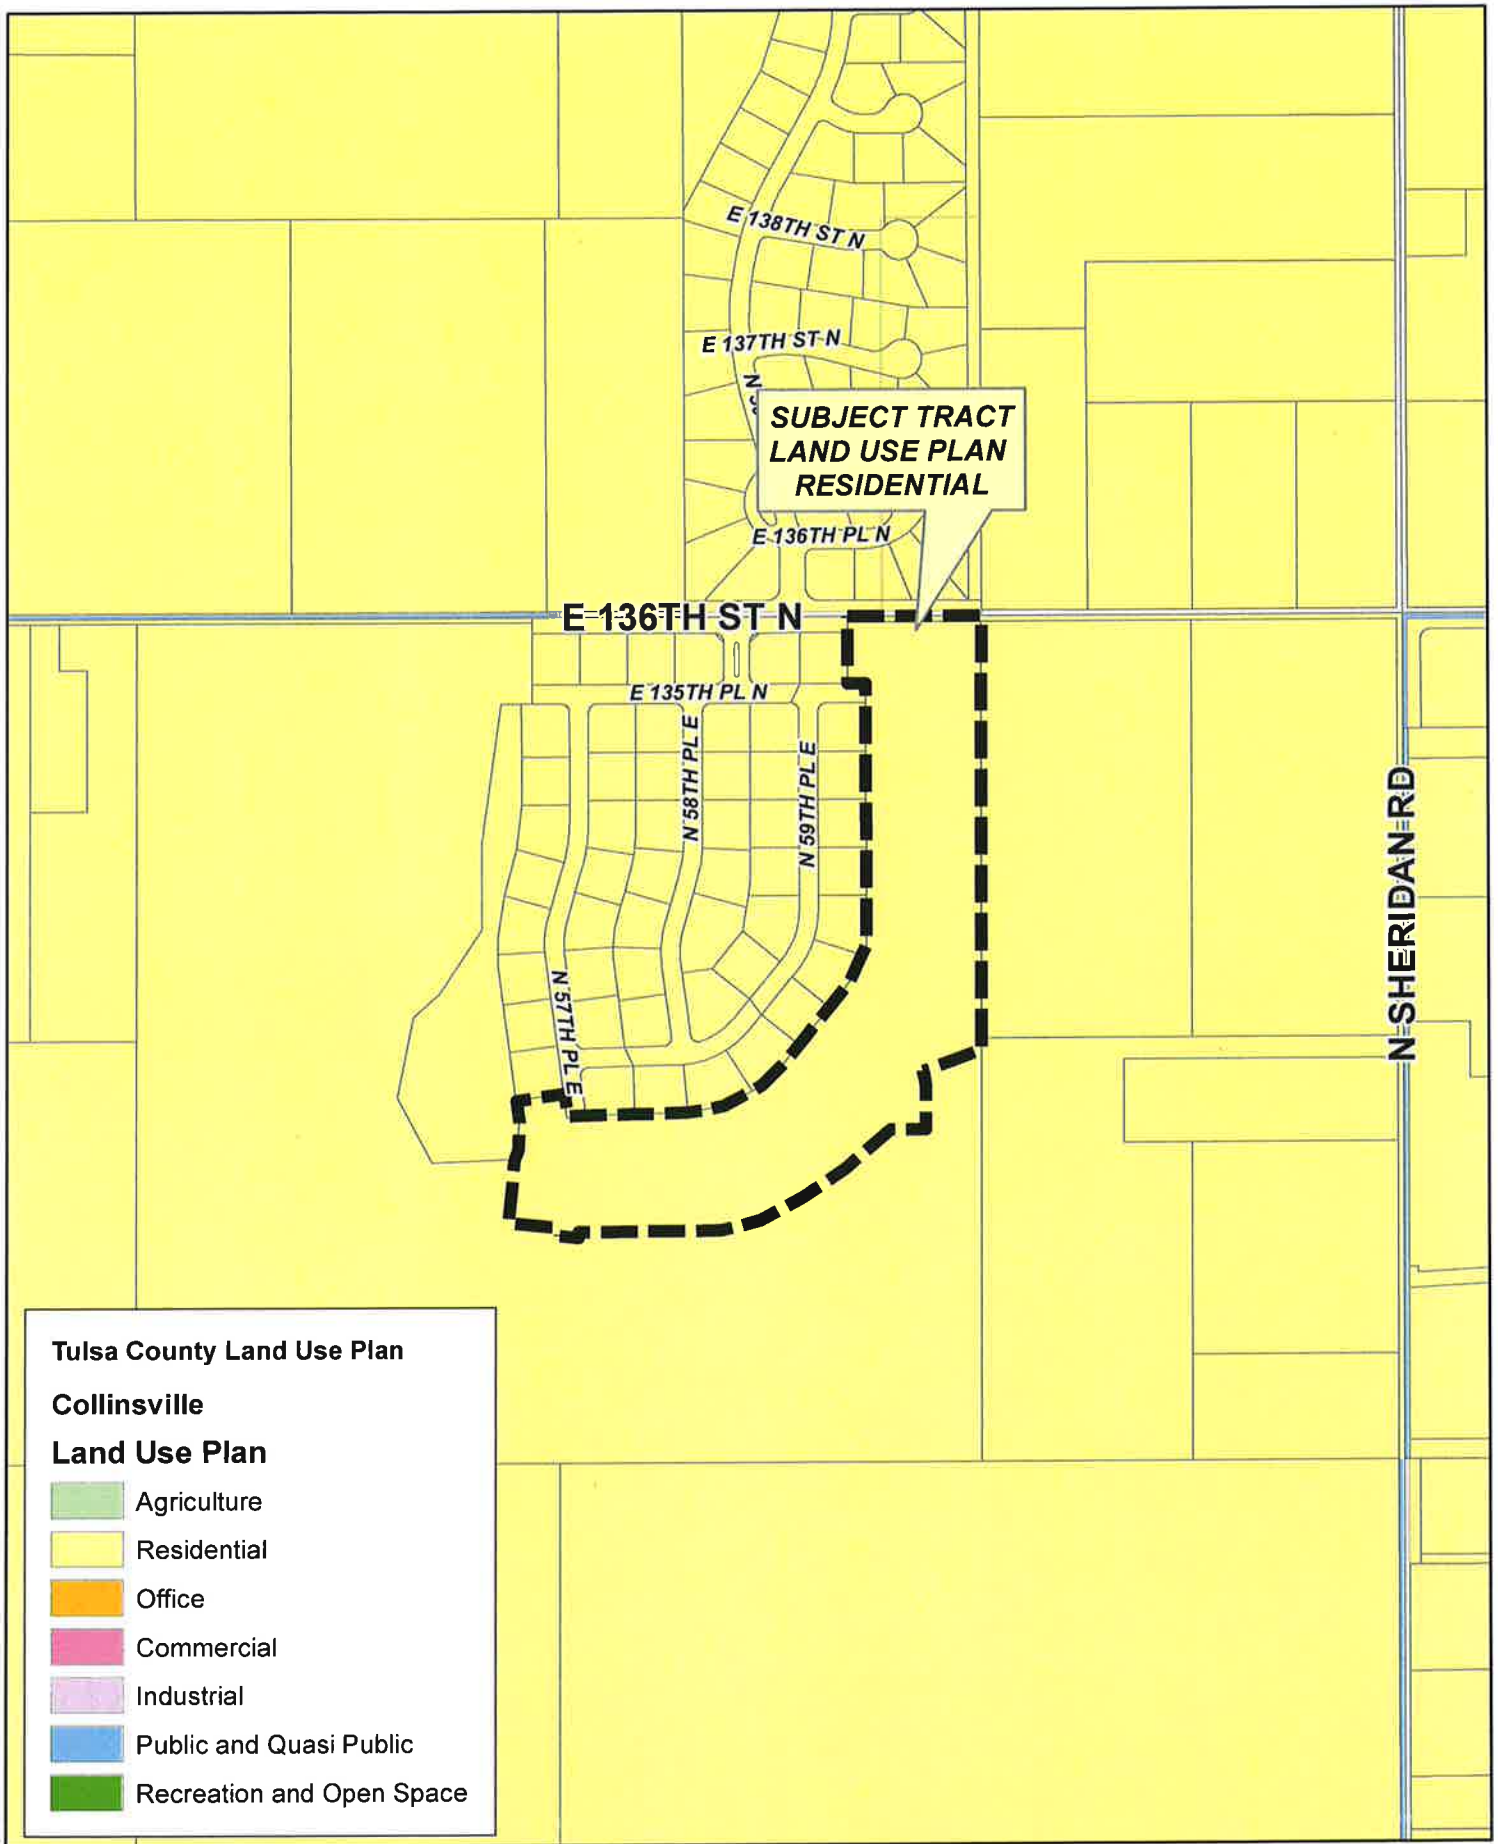 E 138TH ST N
E 137TH ST N
SUBJECT TRACT
LAND USE PLAN
RESIDENTIAL
E 136TH PL N
E 136TH ST N
E 135TH PL N
N 58TH PL E
N 59TH PL E
N SHERIDAN RD
N 57TH PL E
Tulsa County Land Use Plan
Collinsville
Land Use Plan
Agriculture
Residential
Office
Commercial
Industrial
Public and Quasi Public
Recreation and Open Space